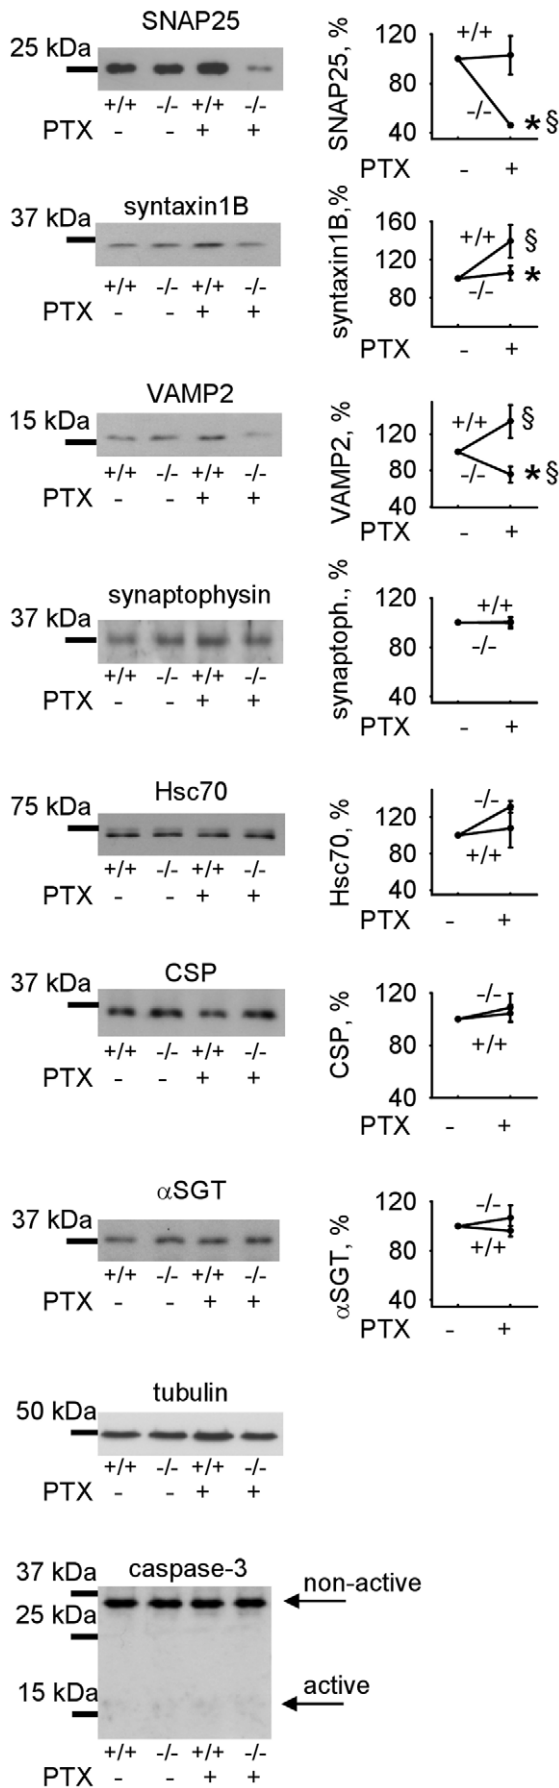 SNAP25
25 kDa
+/+ -/- +/+ -/-
PTX - - + +
SNAP25, %
120
80
40
+/+
-/-
* §
PTX - +
syntaxin1B
37 kDa
+/+ -/- +/+ -/-
PTX - - + +
syntaxin1B,%
160
120
80
+/+
§
*
-/-
PTX - +
VAMP2
15 kDa
+/+ -/- +/+ -/-
PTX - - + +
VAMP2, %
120
80
40
+/+
§
-/-
* §
PTX - +
synaptophysin
37 kDa
+/+ -/- +/+ -/-
PTX - - + +
synaptoph., %
120
80
40
+/+
-/-
PTX - +
Hsc70
75 kDa
+/+ -/- +/+ -/-
PTX - - + +
Hsc70, %
120
80
40
-/-
+/+
PTX - +
CSP
37 kDa
+/+ -/- +/+ -/-
PTX - - + +
CSP, %
120
80
40
-/-
+/+
PTX - +
αSGT
37 kDa
+/+ -/- +/+ -/-
PTX - - + +
αSGT, %
120
80
40
-/-
+/+
PTX - +
tubulin
50 kDa
+/+ -/- +/+ -/-
PTX - - + +
caspase-3
37 kDa
25 kDa
15 kDa
non-active
active
+/+ -/- +/+ -/-
PTX - - + +